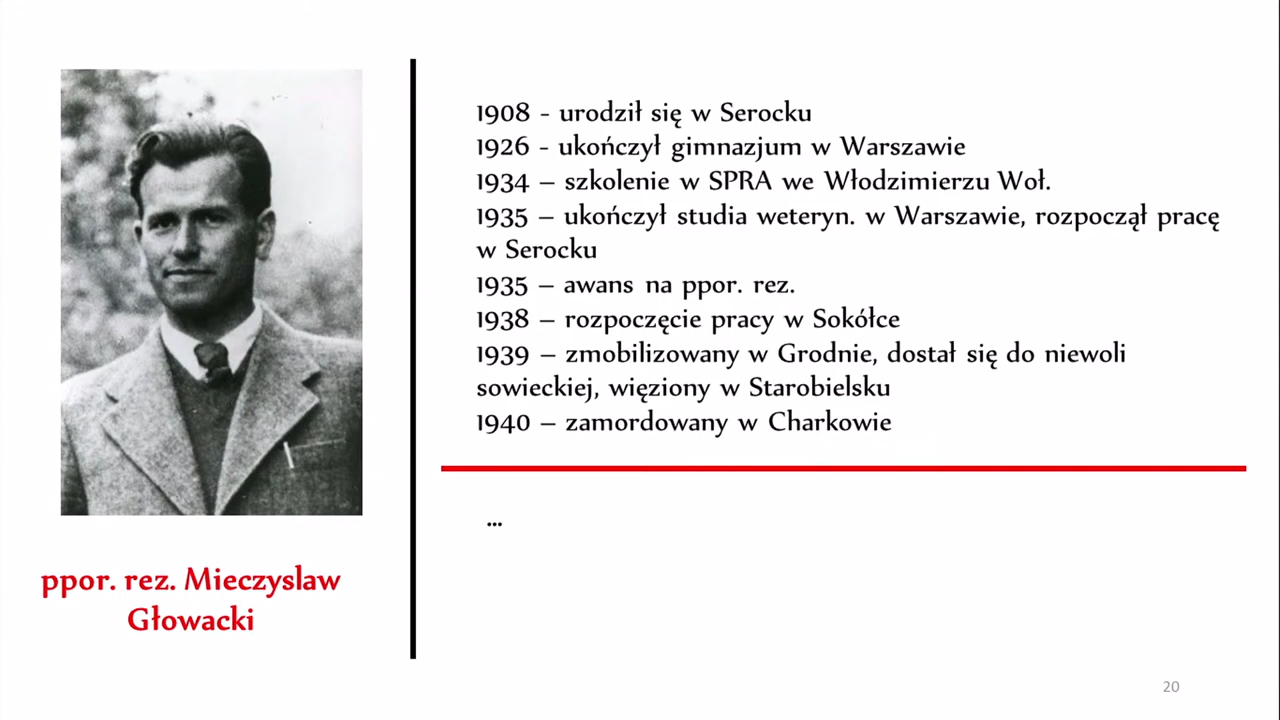 1908 - urodził się w Serocku
1926 - ukończył gimnazjum w Warszawie
1934 – szkolenie w SPRA we Włodzimierzu Woł.
1935 – ukończył studia weteryn. w Warszawie, rozpoczął pracę
w Serocku
1935 – awans na ppor. rez.
1938 – rozpoczęcie pracy w Sokółce
1939 – zmobilizowany w Grodnie, dostał się do niewoli
sowieckiej, więziony w Starobielsku
1940 – zamordowany w Charkowie
...
ppor. rez. Mieczyslaw
Głowacki
20